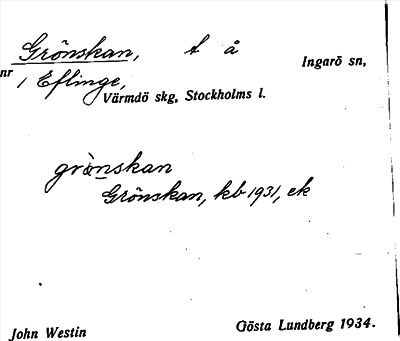 Grönskan, t å Ingarö sn,
nr 1 Eflinge,
Värmdö skg, Stockholms l.
grönskan
Grönskan, kb 1931, ek
John Westin Gösta Lundberg 1934.